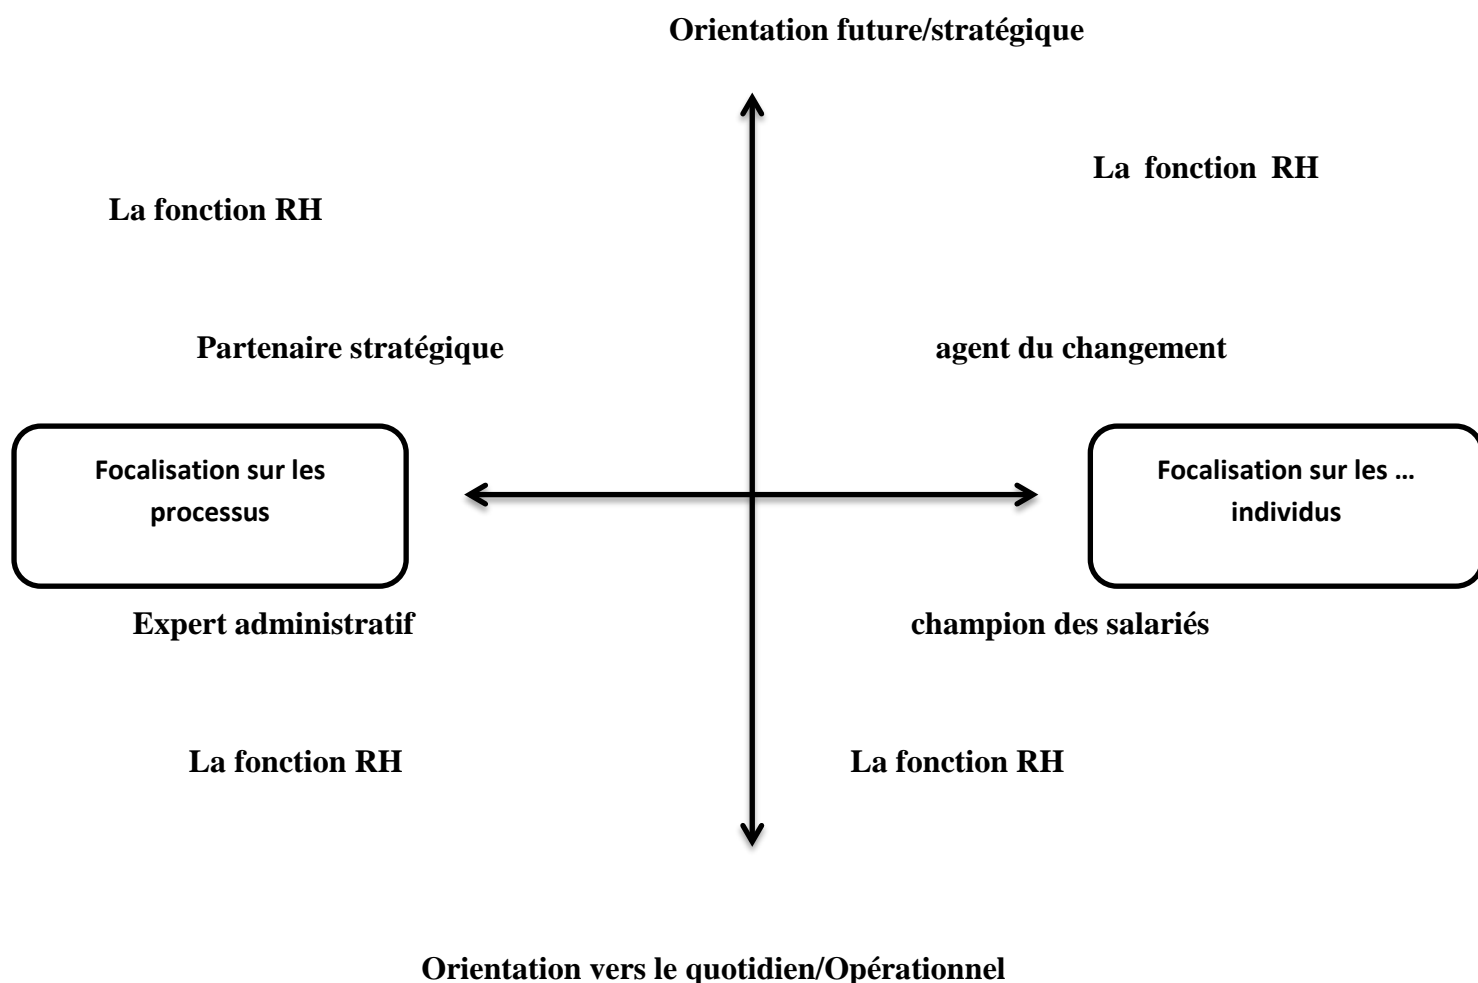 Orientation future/stratégique
La fonction RH
La fonction RH
Partenaire stratégique
agent du changement
Focalisation sur les
processus
Focalisation sur les ...
individus
Expert administratif
champion des salariés
La fonction RH
La fonction RH
Orientation vers le quotidien/Opérationnel